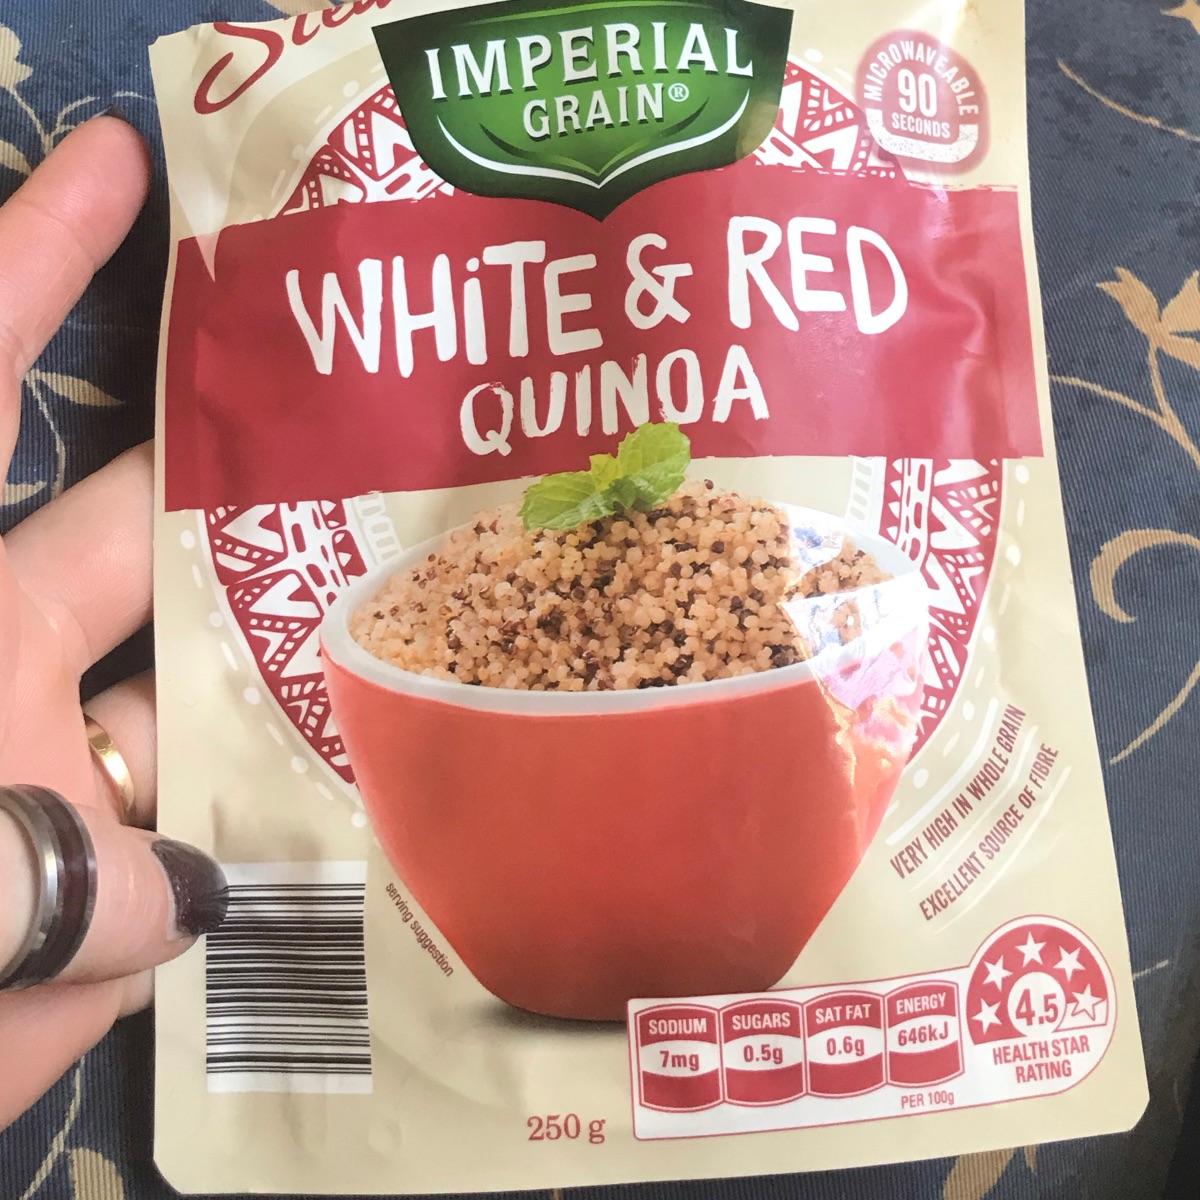 IMPERIAL
GRAIN®
MICROWAVEABLE
90
SECONDS
WHiTE & RED
QUINOA
VERY HIGH IN WHOLE GRAIN
EXCELLENT SOURCE OF FIBRE
serving suggestion
SODIUM
7mg
SUGARS
0.5g
SAT FAT
0.6g
ENERGY
646kJ
PER 100g
4.5
HEALTH STAR
RATING
250 g